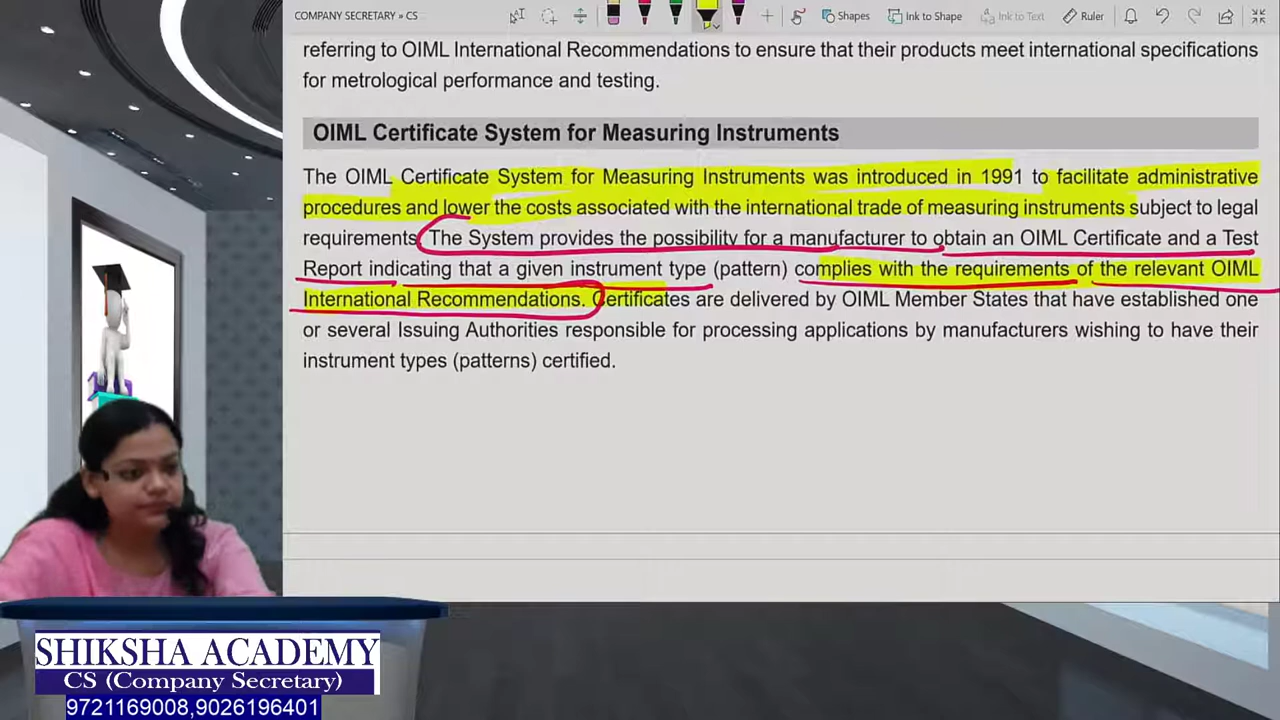 COMPANY SECRETARY » CS
Shapes
Ink to Shape
Ink to Text
Ruler
referring to OIML International Recommendations to ensure that their products meet international specifications
for metrological performance and testing.
OIML Certificate System for Measuring Instruments
The OIML Certificate System for Measuring Instruments was introduced in 1991 to facilitate administrative
procedures and lower the costs associated with the international trade of measuring instruments subject to legal
requirements. The System provides the possibility for a manufacturer to obtain an OIML Certificate and a Test
Report indicating that a given instrument type (pattern) complies with the requirements of the relevant OIML
International Recommendations. Certificates are delivered by OIML Member States that have established one
or several Issuing Authorities responsible for processing applications by manufacturers wishing to have their
instrument types (patterns) certified.
SHIKSHA ACADEMY
CS (Company Secretary)
9721169008,9026196401